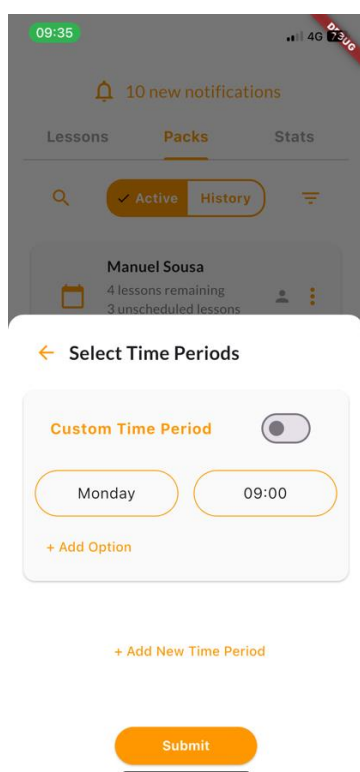 09:35
4G
DEBUG
10 new notifications
Lessons Packs Stats
Active History
Manuel Sousa
4 lessons remaining
3 unscheduled lessons
Select Time Periods
Custom Time Period
Monday 09:00
+ Add Option
+ Add New Time Period
Submit